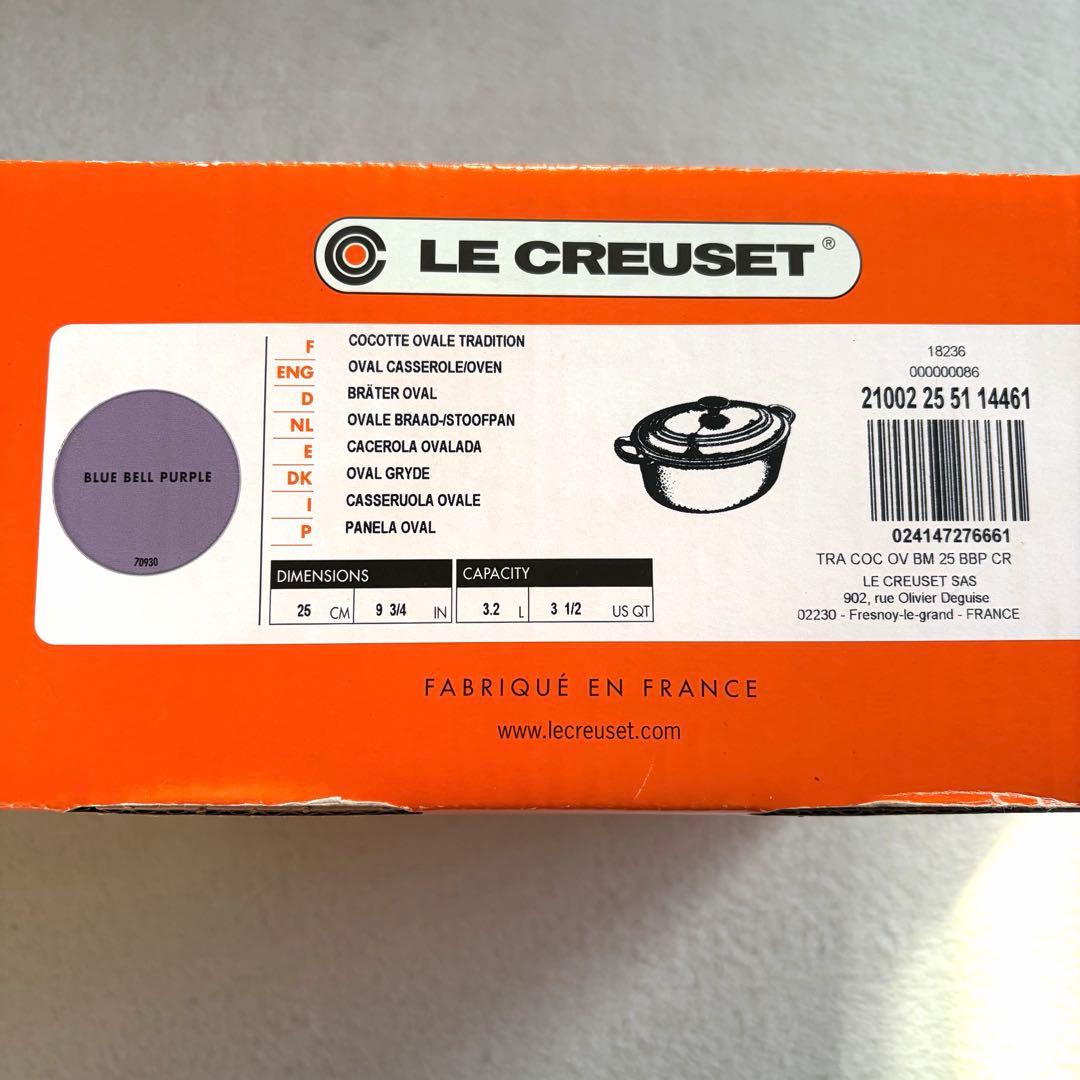 LE CREUSET®
BLUE BELL PURPLE
70930
F COCOTTE OVALE TRADITION
ENG OVAL CASSEROLE/OVEN
D BRÄTER OVAL
NL OVALE BRAAD-/STOOFPAN
E CACEROLA OVALADA
DK OVAL GRYDE
I CASSERUOLA OVALE
P PANELA OVAL
DIMENSIONS CAPACITY
25 CM 9 3/4 IN 3.2 L 3 1/2 US QT
18236
000000086
21002 25 51 14461
024147276661
TRA COC OV BM 25 BBP CR
LE CREUSET SAS
902, rue Olivier Deguise
02230 - Fresnoy-le-grand - FRANCE
FABRIQUÉ EN FRANCE
www.lecreuset.com